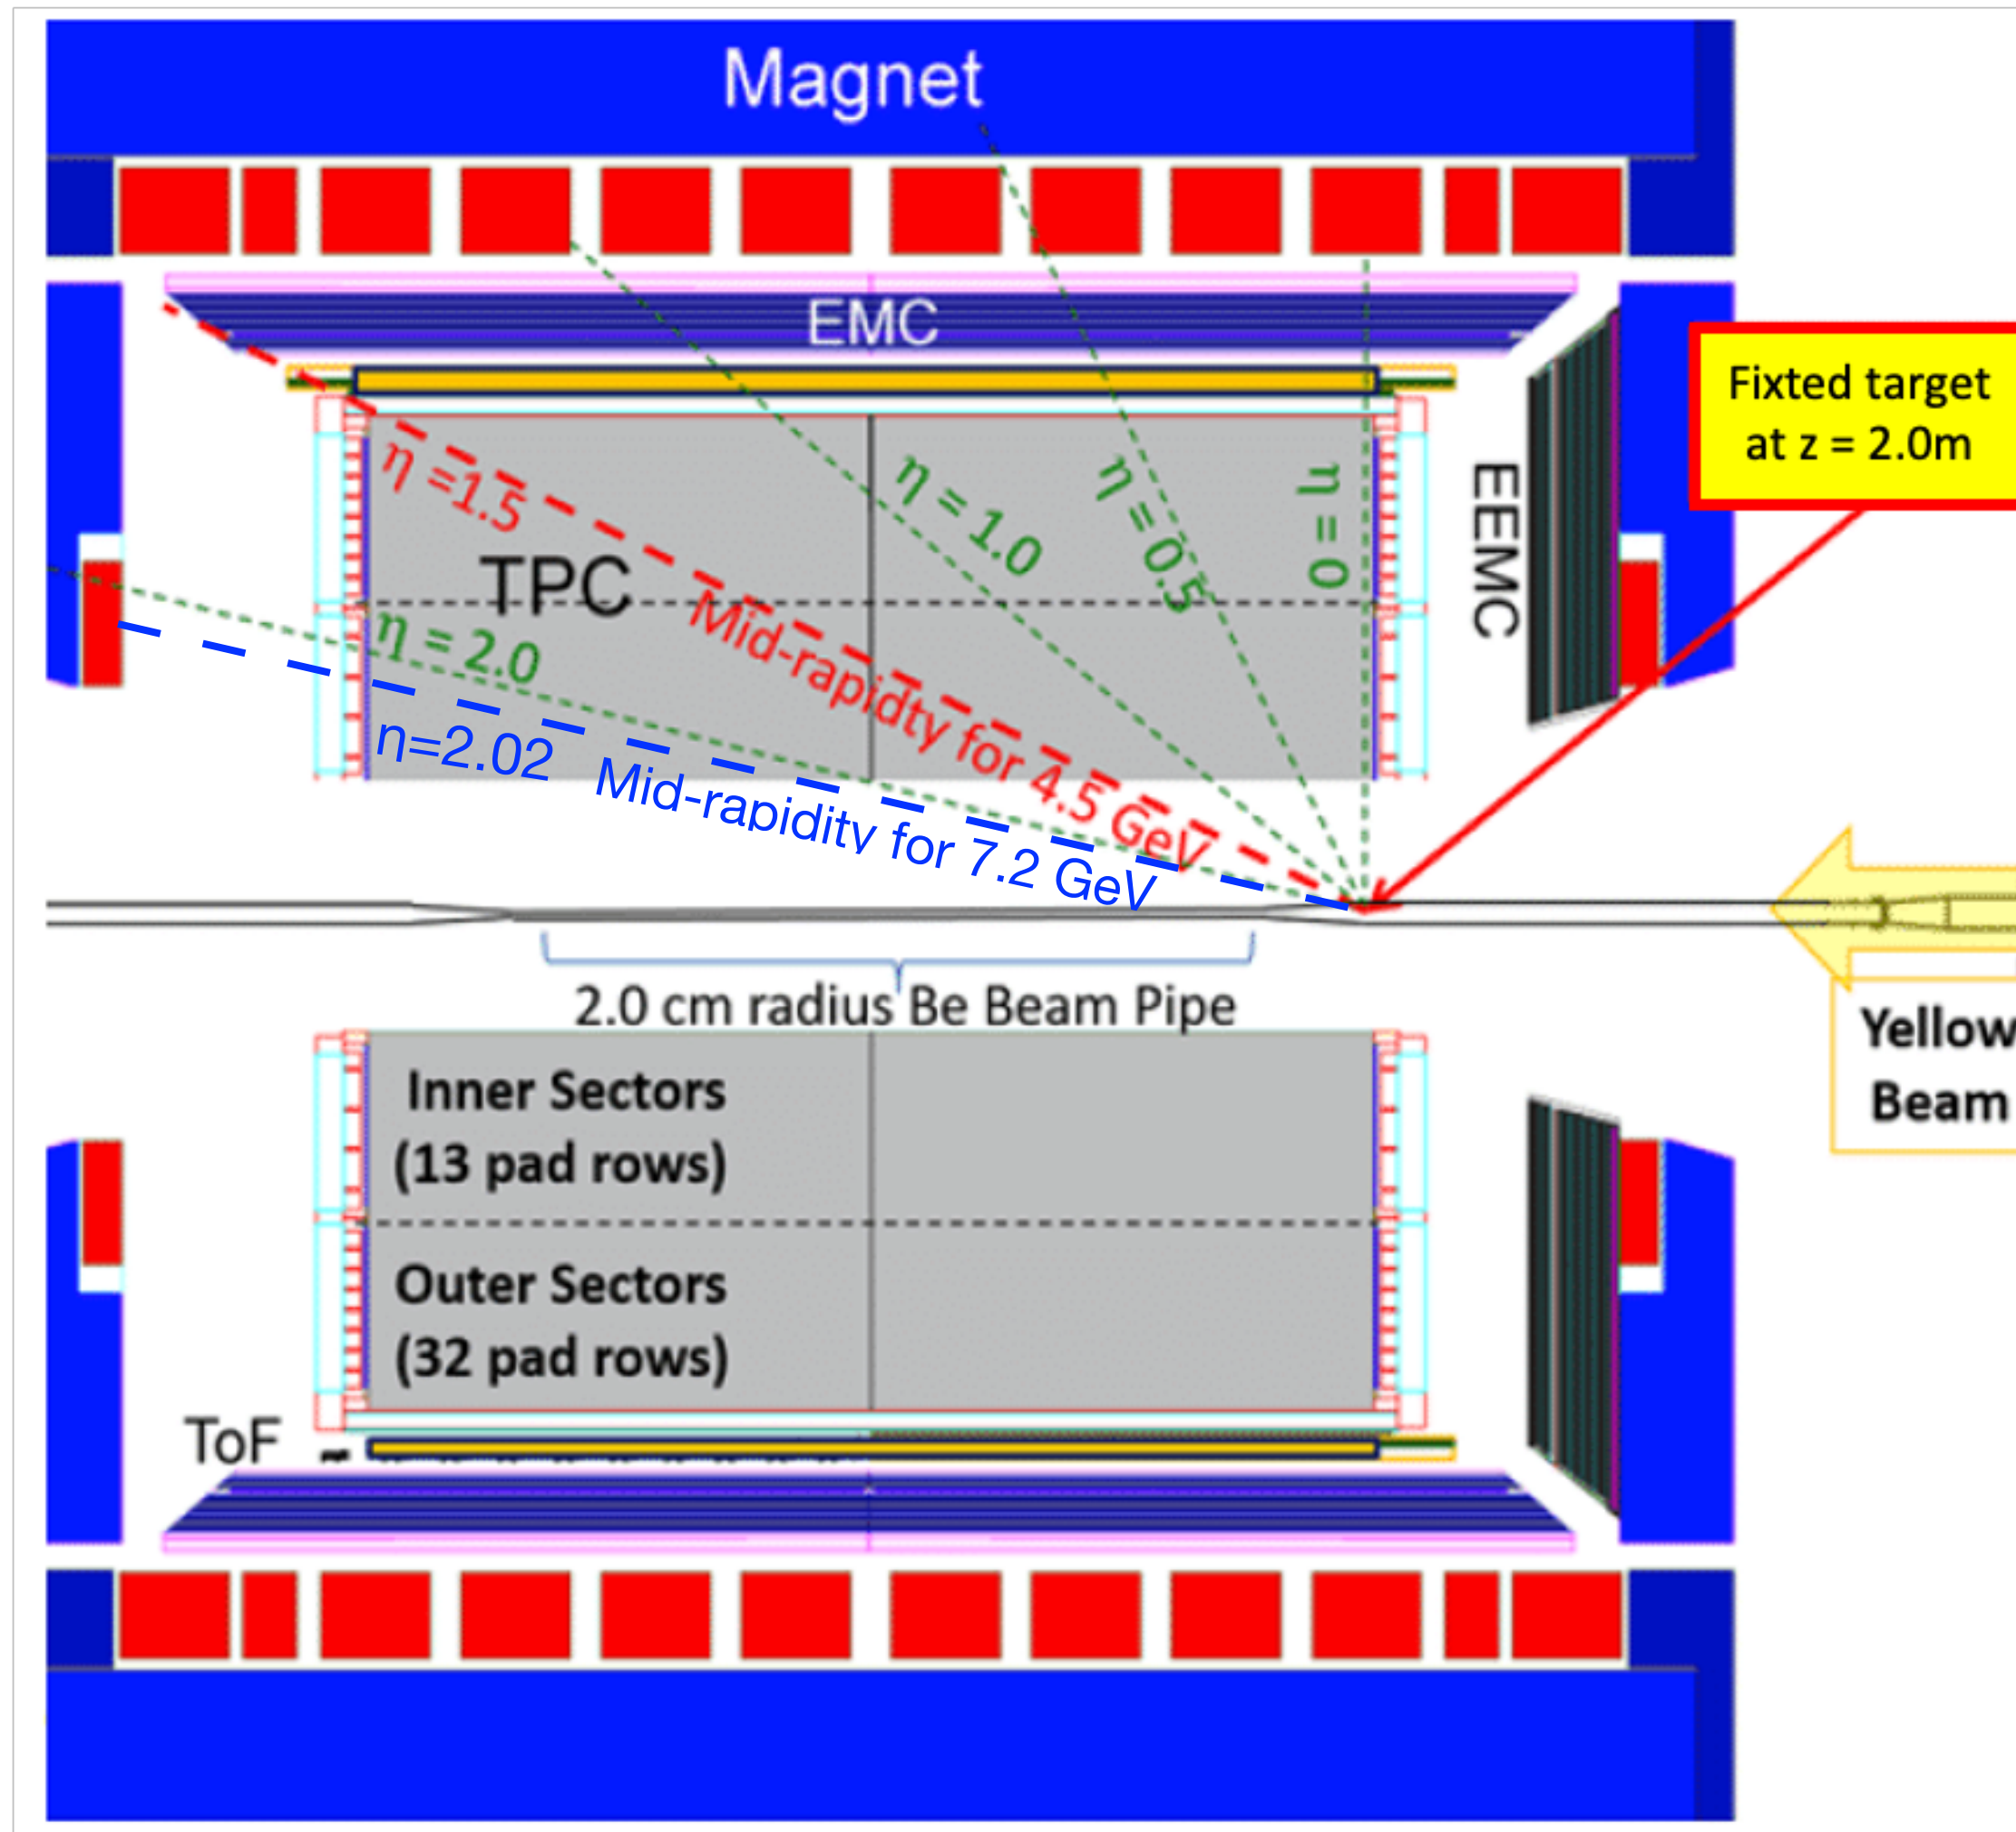 Magnet
EMC
Fixted target
at z = 2.0m
η =1.5
η = 1.0
η = 0.5
η = 0
EEMC
TPC
Mid-rapidty for 4.5 GeV
η = 2.0
η=2.02 Mid-rapidity for 7.2 GeV
2.0 cm radius Be Beam Pipe
Yellow
Beam
Inner Sectors
(13 pad rows)
Outer Sectors
(32 pad rows)
ToF